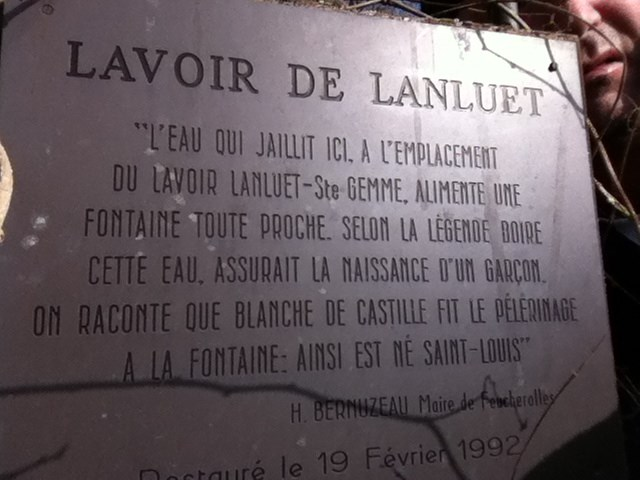 LAVOIR DE LANLUET
"L'EAU QUI JAILLIT ICI, A L'EMPLACEMENT
DU LAVOIR LANLUET-Ste GEMME, ALIMENTE UNE
FONTAINE TOUTE PROCHE. SELON LA LÉGENDE BOIRE
CETTE EAU, ASSURAIT LA NAISSANCE D'UN GARÇON.
ON RACONTE QUE BLANCHE DE CASTILLE FIT LE PÉLERINAGE
A LA FONTAINE: AINSI EST NÉ SAINT-LOUIS"
H. BERNUZEAU Maire de Feucherolles
Restauré le 19 Février 1992